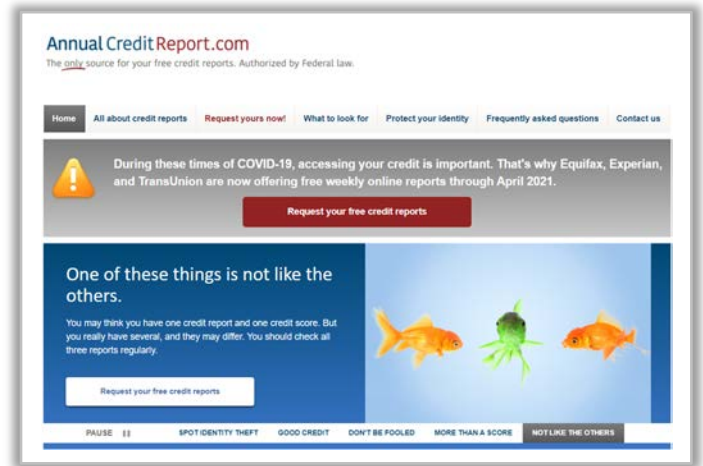 Annual Credit Report.com
The only source for your free credit reports. Authorized by Federal law.
Home All about credit reports Request yours now! What to look for Protect your identity Frequently asked questions Contact us
During these times of COVID-19, accessing your credit is important. That's why Equifax, Experian,
and TransUnion are now offering free weekly online reports through April 2021.
Request your free credit reports
One of these things is not like the
others.
You may think you have one credit report and one credit score. But
you really have several, and they may differ. You should check all
three reports regularly.
Request your free credit reports
PAUSE SPOT IDENTITY THEFT GOOD CREDIT DON'T BE FOOLED MORE THAN A SCORE NOT LIKE THE OTHERS